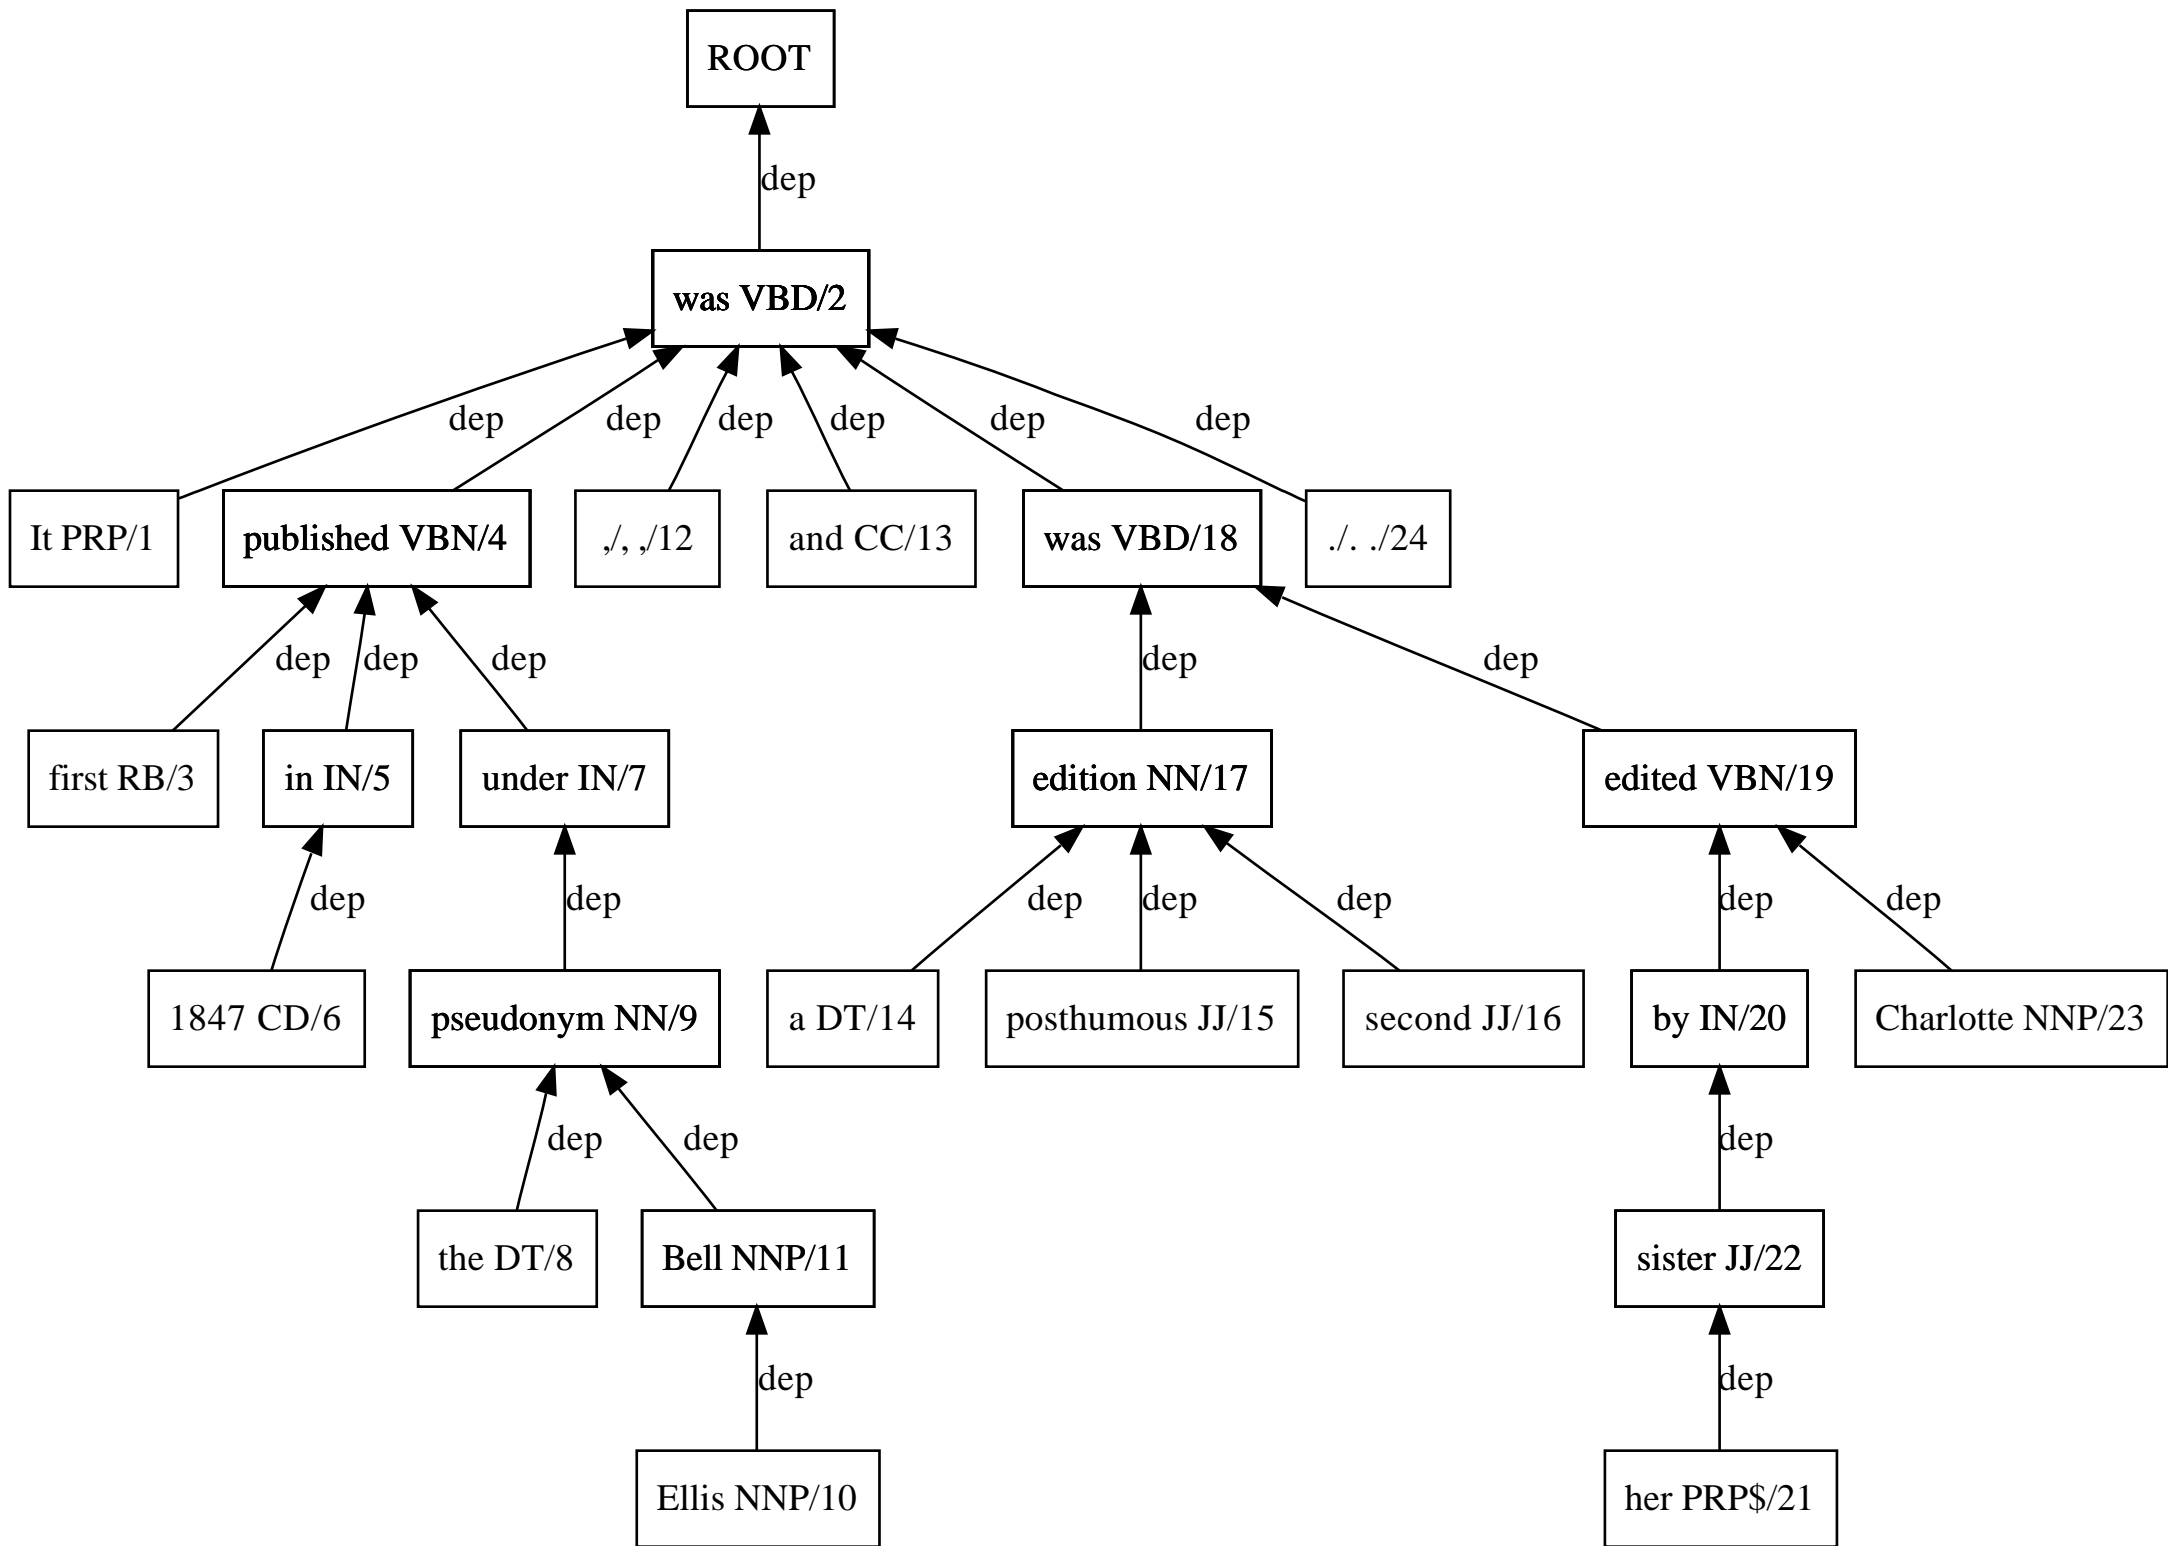 ROOT
dep
was VBD/2
dep dep dep dep dep dep
It PRP/1 published VBN/4 ,/, ,/12 and CC/13 was VBD/18 ./. ./24
dep dep dep dep dep
first RB/3 in IN/5 under IN/7 edition NN/17 edited VBN/19
dep dep dep dep dep dep dep
1847 CD/6 pseudonym NN/9 a DT/14 posthumous JJ/15 second JJ/16 by IN/20 Charlotte NNP/23
dep dep dep
the DT/8 Bell NNP/11 sister JJ/22
dep dep
Ellis NNP/10 her PRP$/21